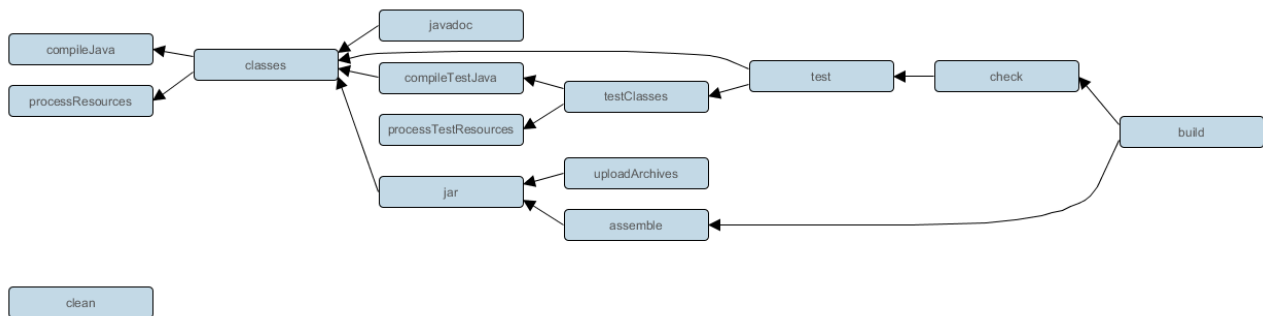 javadoc
compileJava
classes
compileTestJava
test
check
processResources
testClasses
processTestResources
build
uploadArchives
jar
assemble
clean